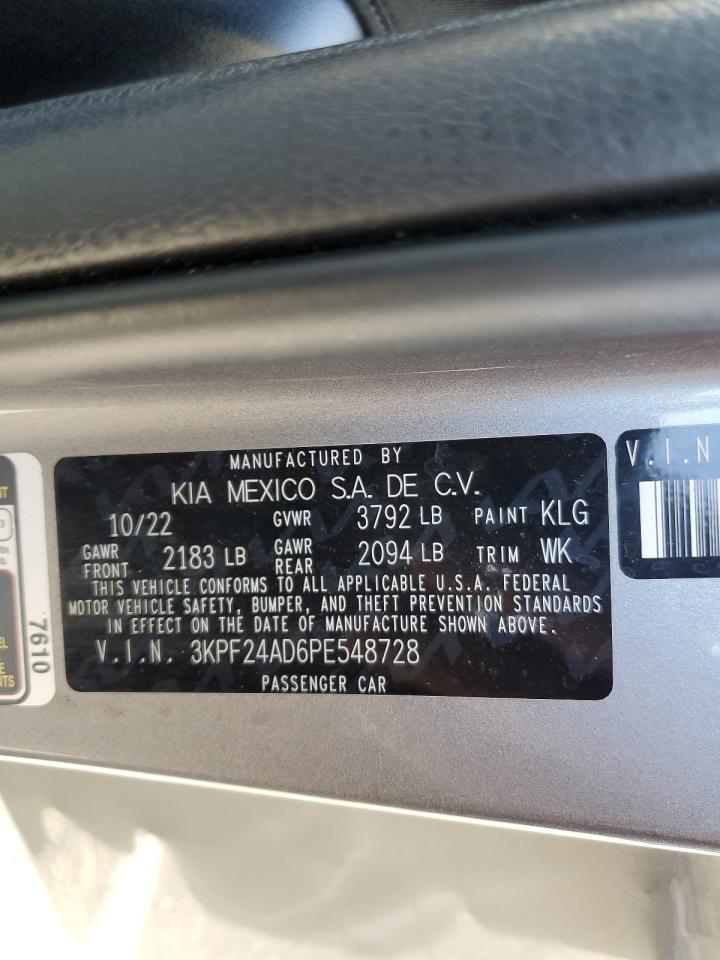 MANUFACTURED BY
KIA MEXICO S.A. DE C.V.
10/22 GVWR 3792 LB PAINT KLG
GAWR FRONT 2183 LB GAWR REAR 2094 LB TRIM WK
THIS VEHICLE CONFORMS TO ALL APPLICABLE U.S.A. FEDERAL
MOTOR VEHICLE SAFETY, BUMPER, AND THEFT PREVENTION STANDARDS
IN EFFECT ON THE DATE OF MANUFACTURE SHOWN ABOVE.
V.I.N. 3KPF24AD6PE548728
PASSENGER CAR
V.I.N
7610